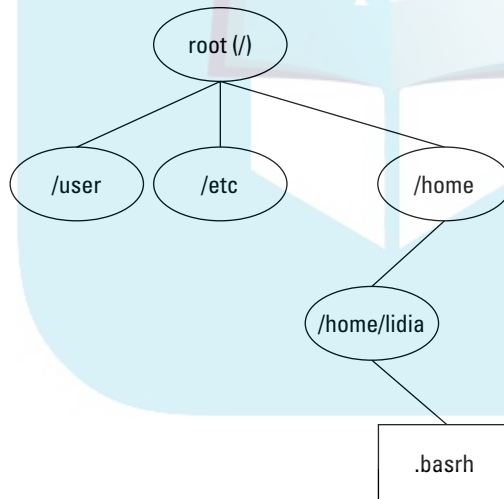 root (/)
/user
/etc
/home
/home/lidia
.basrh